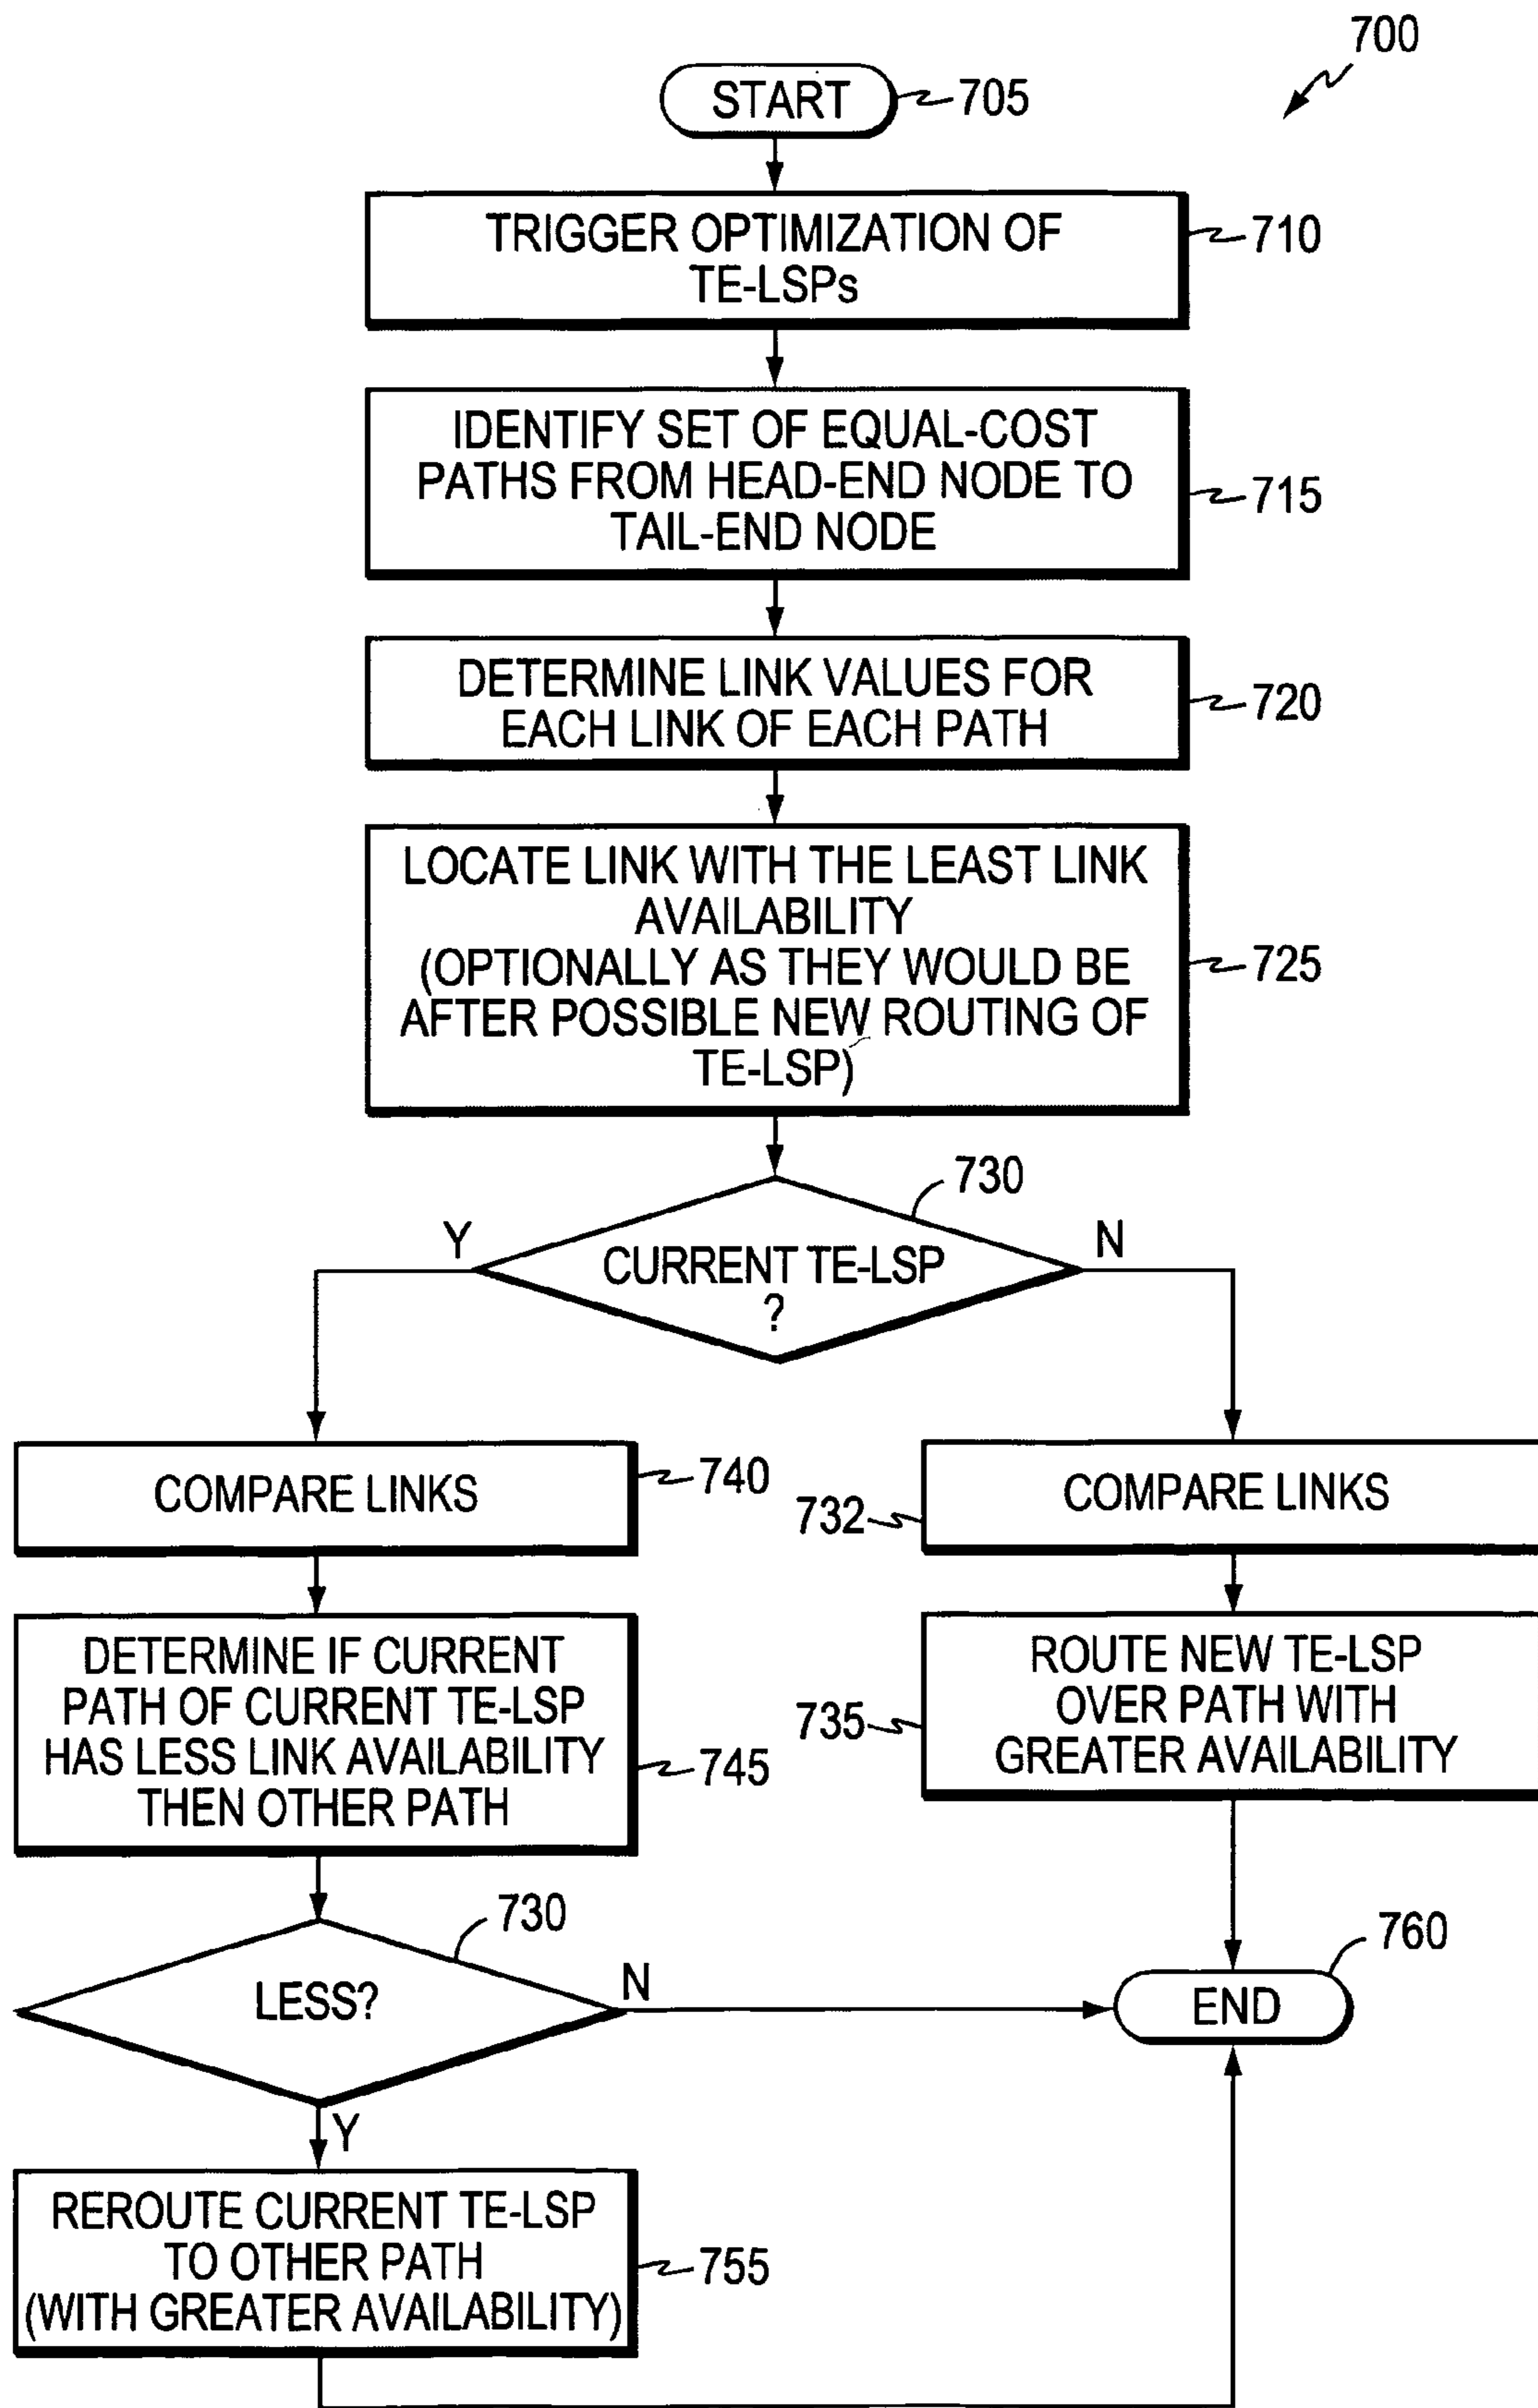 700
START
705
TRIGGER OPTIMIZATION OF
TE-LSPs
710
IDENTIFY SET OF EQUAL-COST
PATHS FROM HEAD-END NODE TO
TAIL-END NODE
715
DETERMINE LINK VALUES FOR
EACH LINK OF EACH PATH
720
LOCATE LINK WITH THE LEAST LINK
AVAILABILITY
(OPTIONALLY AS THEY WOULD BE
AFTER POSSIBLE NEW ROUTING OF
TE-LSP)
725
730
Y
N
CURRENT TE-LSP
?
COMPARE LINKS
740
732
COMPARE LINKS
DETERMINE IF CURRENT
PATH OF CURRENT TE-LSP
HAS LESS LINK AVAILABILITY
THEN OTHER PATH
745
735
ROUTE NEW TE-LSP
OVER PATH WITH
GREATER AVAILABILITY
730
LESS?
N
760
END
Y
REROUTE CURRENT TE-LSP
TO OTHER PATH
(WITH GREATER AVAILABILITY)
755